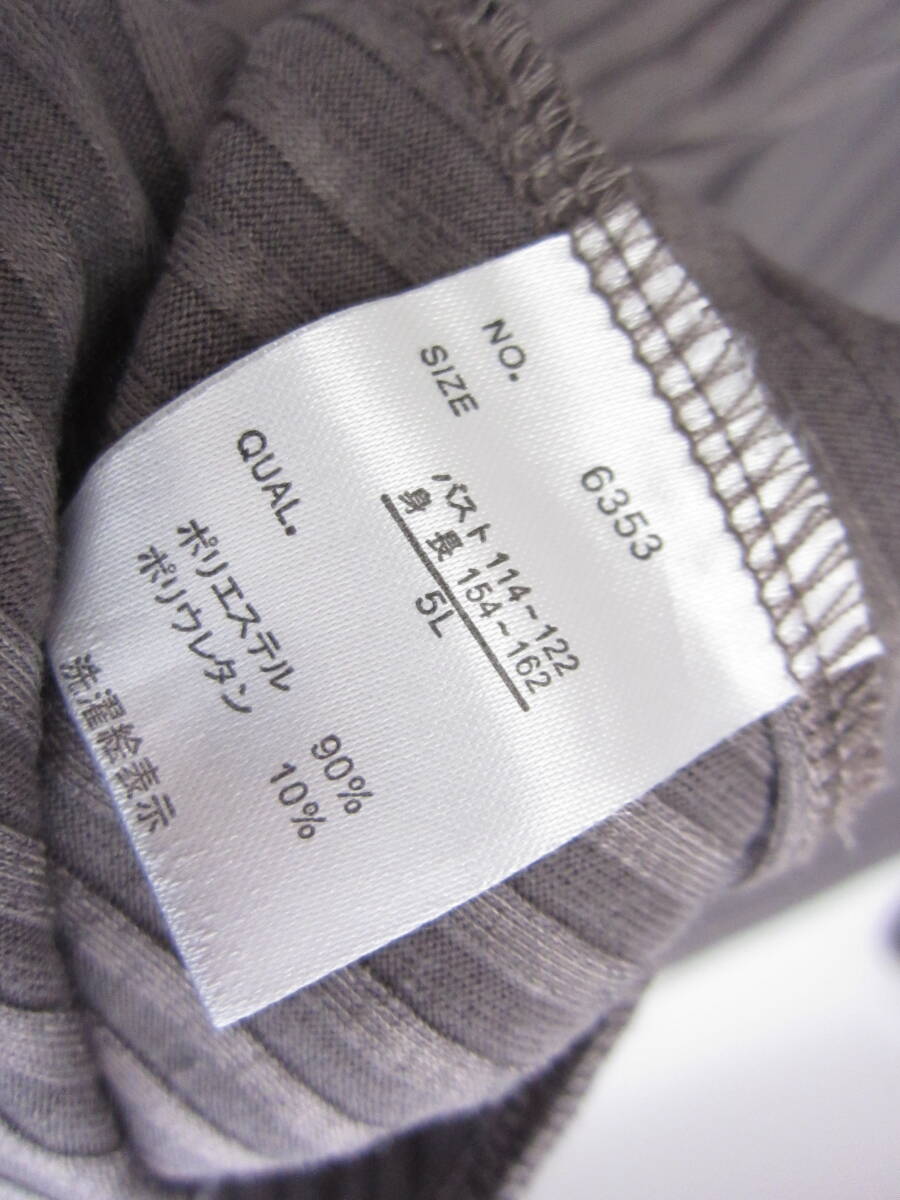 NO. 6353
SIZE
バスト 114~122
身 長 154~162
5L
QUAL.
ポリエステル 90%
ポリウレタン 10%
洗濯絵表示